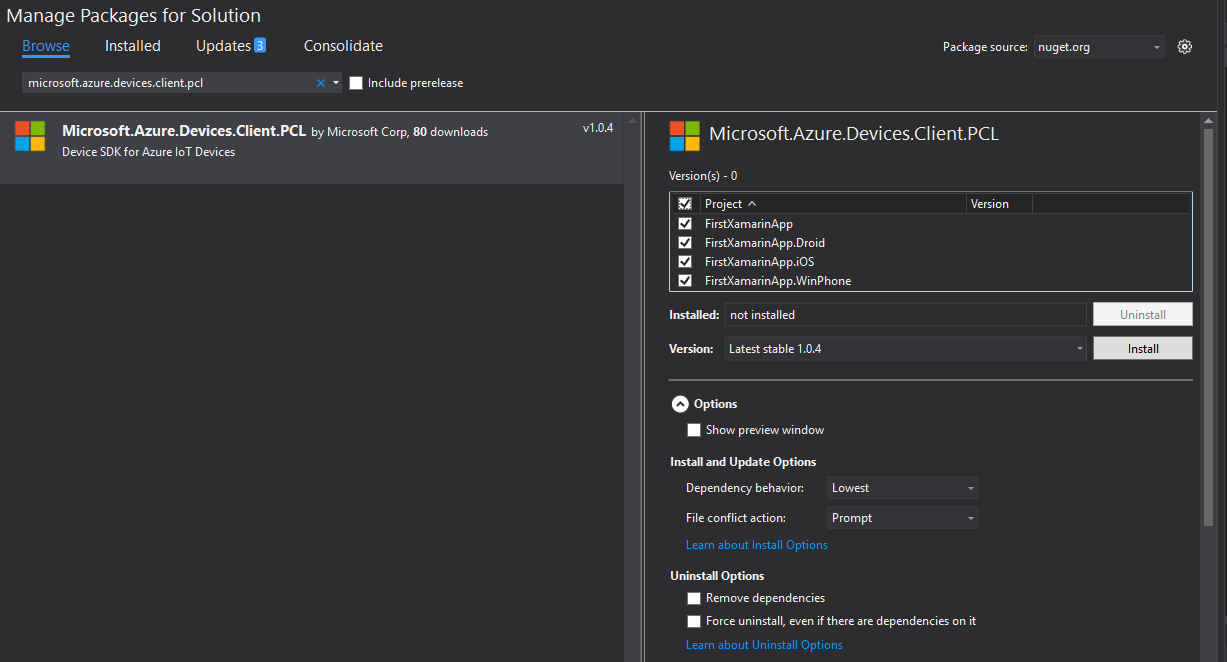 Manage Packages for Solution
Browse Installed Updates 3 Consolidate
Package source: nuget.org
microsoft.azure.devices.client.pcl
Include prerelease
Microsoft.Azure.Devices.Client.PCL by Microsoft Corp, 80 downloads
v1.0.4
Device SDK for Azure IoT Devices
Microsoft.Azure.Devices.Client.PCL
Version(s) - 0
Project Version
FirstXamarinApp
FirstXamarinApp.Droid
FirstXamarinApp.iOS
FirstXamarinApp.WinPhone
Installed: not installed Uninstall
Version: Latest stable 1.0.4 Install
Options
Show preview window
Install and Update Options
Dependency behavior: Lowest
File conflict action: Prompt
Learn about Install Options
Uninstall Options
Remove dependencies
Force uninstall, even if there are dependencies on it
Learn about Uninstall Options